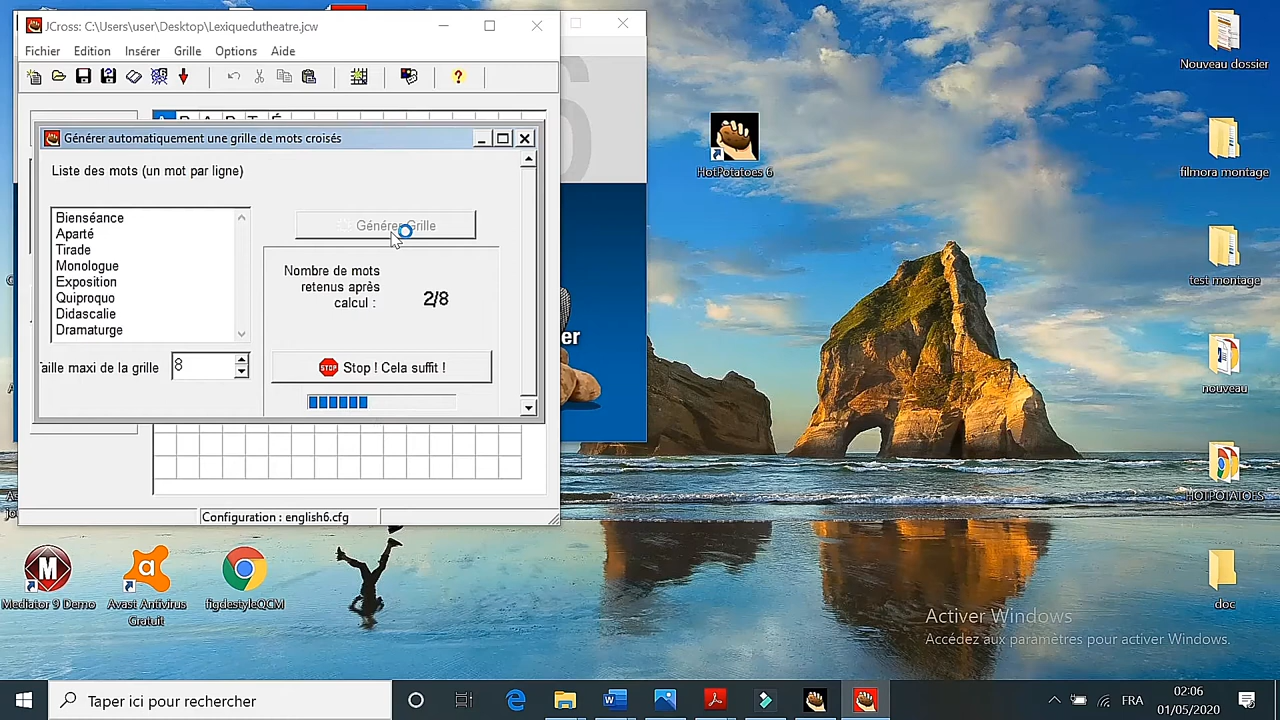 JCross: C:\Users\user\Desktop\Lexiquedutheatre.jcw
Fichier Edition Insérer Grille Options Aide
Générer automatiquement une grille de mots croisés
Liste des mots (un mot par ligne)
Bienséance
Aparté
Tirade
Monologue
Exposition
Quiproquo
Didascalie
Dramaturge
Générer Grille
Nombre de mots
retenus après
calcul :
2/8
aille maxi de la grille
8
STOP
Stop ! Cela suffit !
Configuration : english6.cfg
6
er
HotPotatoes 6
Nouveau dossier
filmora montage
test montage
nouveau
HOTPOTATOES
doc
Mediator 9 Demo
Avast Antivirus
Gratuit
figdestyleQCM
Activer Windows
Accédez aux paramètres pour activer Windows.
Taper ici pour rechercher
FRA
02:06
01/05/2020